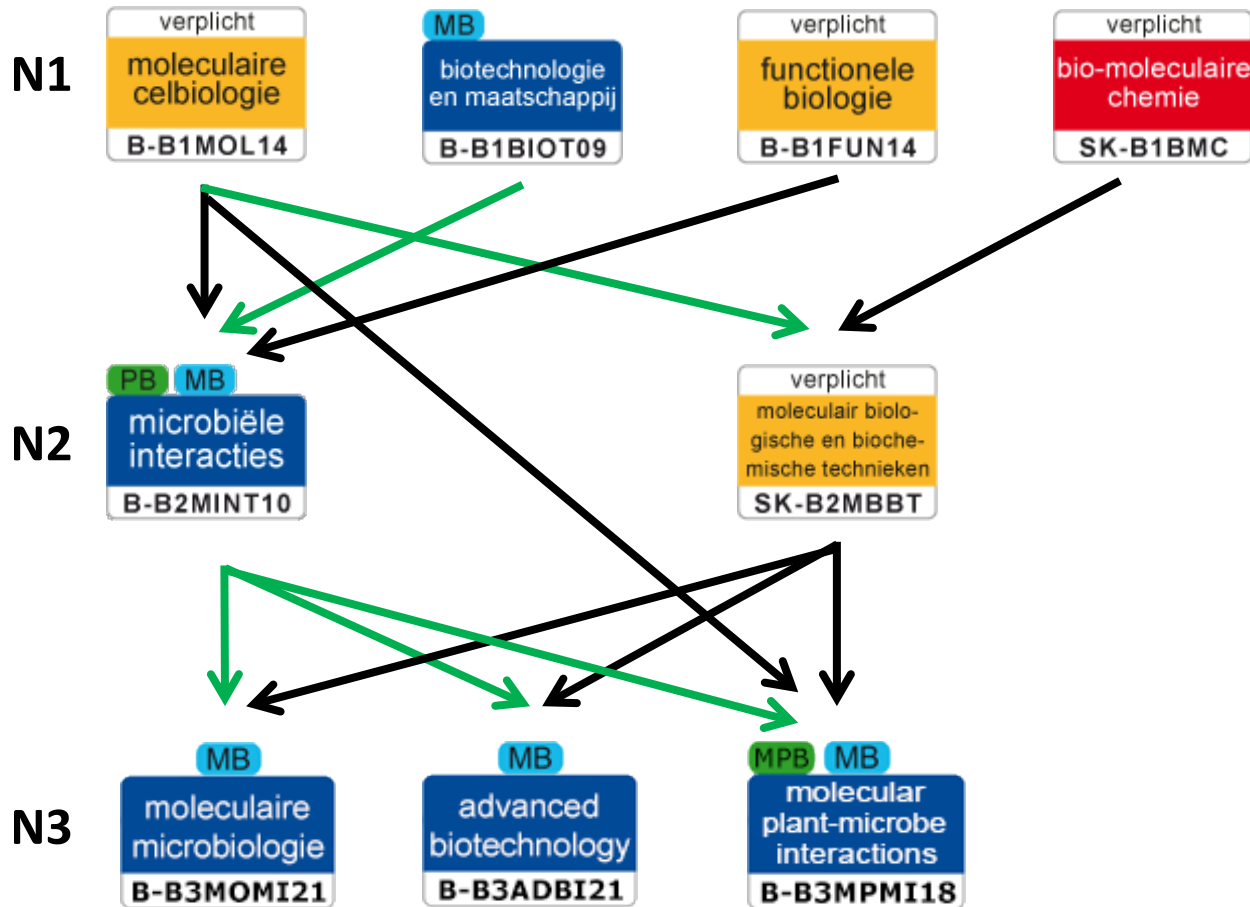 N1
verplicht
moleculaire
celbiologie
B-B1MOL14
MB
biotechnologie
en maatschappij
B-B1BIOT09
verplicht
functionele
biologie
B-B1FUN14
verplicht
bio-moleculaire
chemie
SK-B1BMC
N2
PB MB
microbiële
interacties
B-B2MINT10
verplicht
moleculair biolo-
gische en bioche-
mische technieken
SK-B2MBBT
N3
MB
moleculaire
microbiologie
B-B3MOMI21
MB
advanced
biotechnology
B-B3ADBI21
MPB MB
molecular
plant-microbe
interactions
B-B3MPMI18